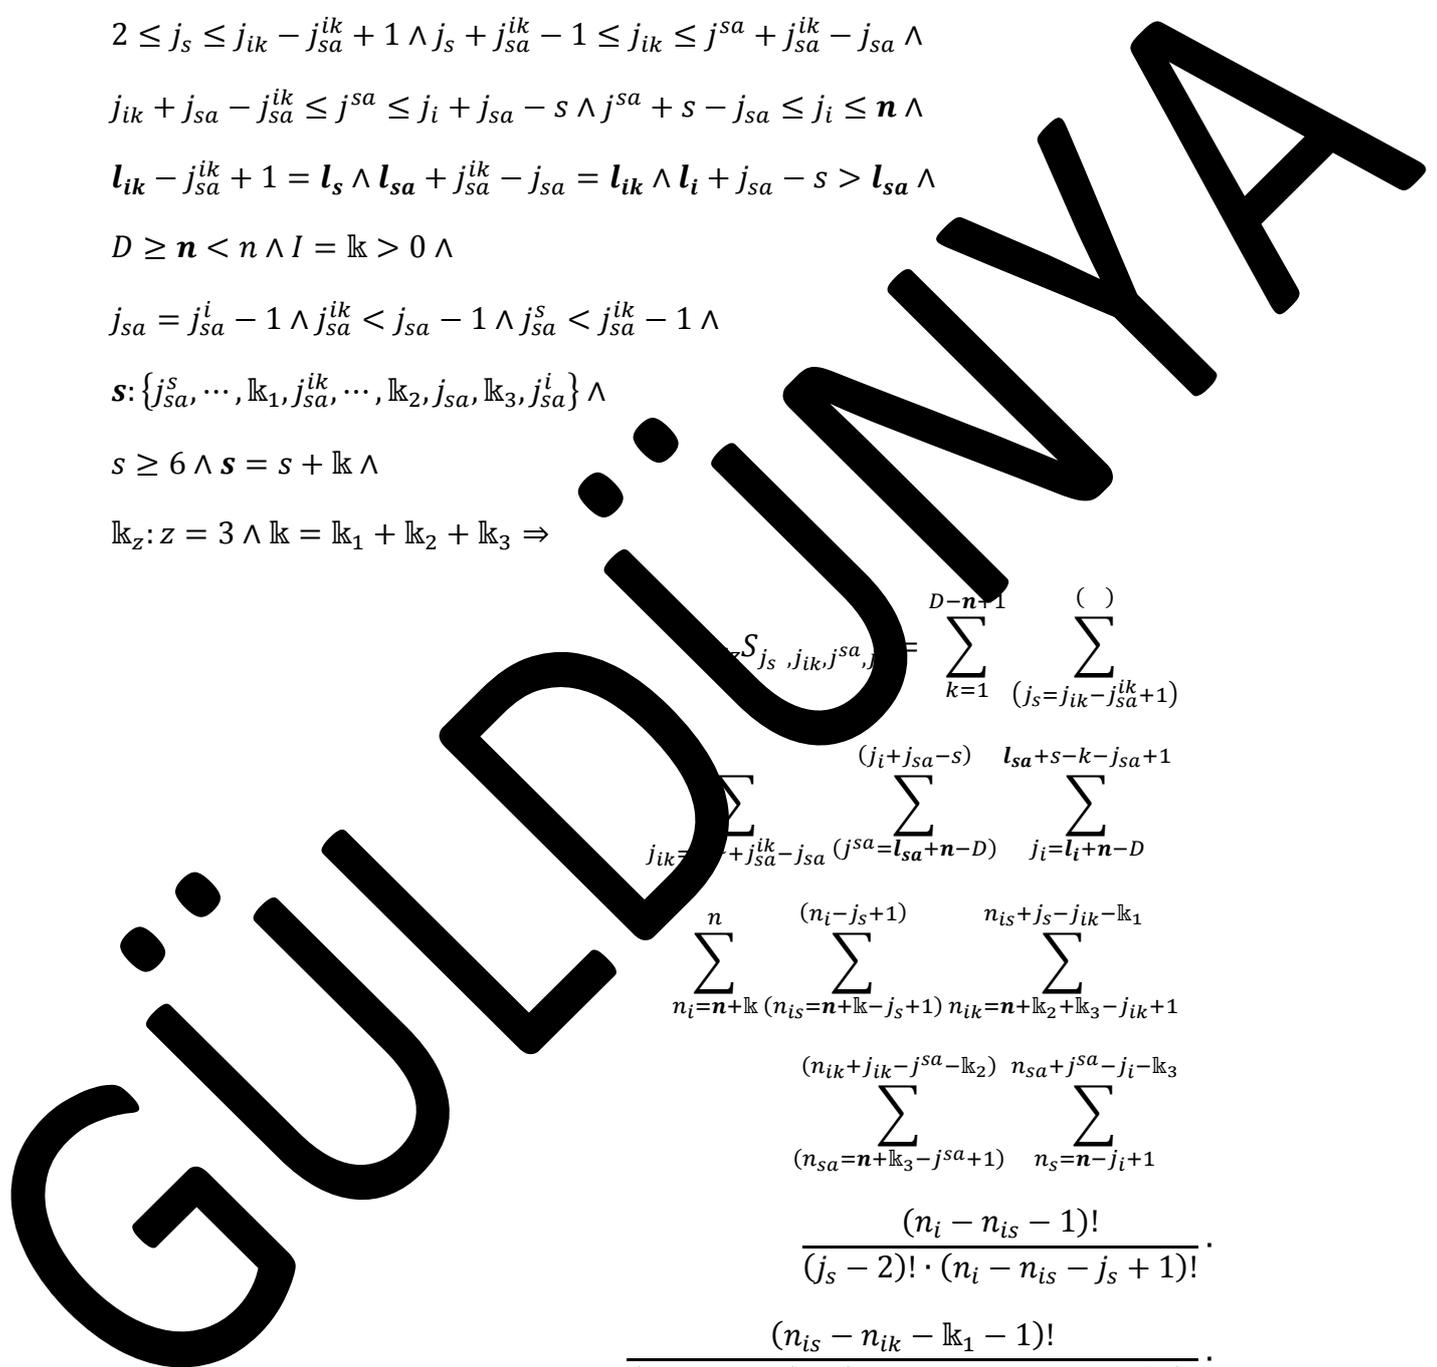 2 ≤ j_s ≤ j_{ik} − j_{sa}^{ik} + 1 ∧ j_s + j_{sa}^{ik} − 1 ≤ j_{ik} ≤ j^{sa} + j_{sa}^{ik} − j_{sa} ∧
j_{ik} + j_{sa} − j_{sa}^{ik} ≤ j^{sa} ≤ j_i + j_{sa} − s ∧ j^{sa} + s − j_{sa} ≤ j_i ≤ n ∧
l_{ik} − j_{sa}^{ik} + 1 = l_s ∧ l_{sa} + j_{sa}^{ik} − j_{sa} = l_{ik} ∧ l_i + j_{sa} − s > l_{sa} ∧
D ≥ n < n ∧ I = 𝕜 > 0 ∧
j_{sa} = j_{sa}^i − 1 ∧ j_{sa}^{ik} < j_{sa} − 1 ∧ j_{sa}^s < j_{sa}^{ik} − 1 ∧
s: {j_{sa}^s, ⋯, 𝕜_1, j_{sa}^{ik}, ⋯, 𝕜_2, j_{sa}, 𝕜_3, j_{sa}^i} ∧
s ≥ 6 ∧ s = s + 𝕜 ∧
𝕜_z: z = 3 ∧ 𝕜 = 𝕜_1 + 𝕜_2 + 𝕜_3 ⇒
S_{j_s, j_{ik}, j^{sa}, j} = ∑_{k=1}^{D−n+1} ∑_{(j_s=j_{ik}−j_{sa}^{ik}+1)}^{( )}
∑_{j_{ik}= +j_{sa}^{ik}−j_{sa}} ∑_{(j^{sa}=l_{sa}+n−D)}^{(j_i+j_{sa}−s)} ∑_{j_i=l_i+n−D}^{l_{sa}+s−k−j_{sa}+1}
∑_{n_i=n+𝕜}^{n} ∑_{(n_{is}=n+𝕜−j_s+1)}^{(n_i−j_s+1)} ∑_{n_{ik}=n+𝕜_2+𝕜_3−j_{ik}+1}^{n_{is}+j_s−j_{ik}−𝕜_1}
∑_{(n_{sa}=n+𝕜_3−j^{sa}+1)}^{(n_{ik}+j_{ik}−j^{sa}−𝕜_2)} ∑_{n_s=n−j_i+1}^{n_{sa}+j^{sa}−j_i−𝕜_3}
(n_i − n_{is} − 1)!
(j_s − 2)! · (n_i − n_{is} − j_s + 1)! ·
(n_{is} − n_{ik} − 𝕜_1 − 1)! ·
GÜLDÜNYA